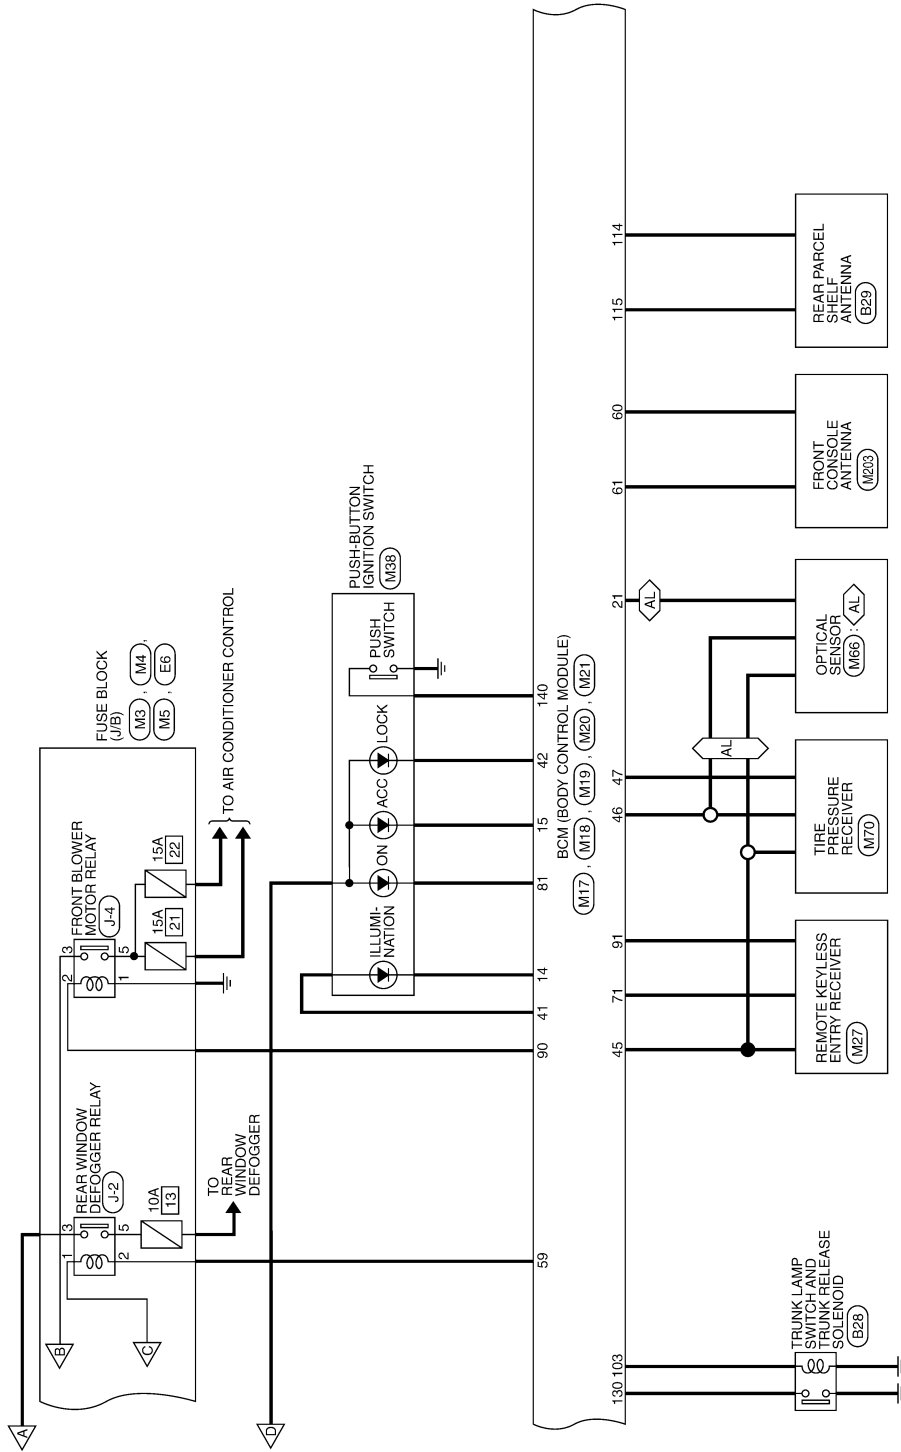 A
FUSE BLOCK
(J/B)
M3 , M4 ,
M5 , E6
B
C
REAR WINDOW
DEFOGGER RELAY
J-2
1
3
2
5
10A
13
TO
REAR
WINDOW
DEFOGGER
FRONT BLOWER
MOTOR RELAY
J-4
2
3
1
5
15A
21
15A
22
TO AIR CONDITIONER CONTROL
D
PUSH-BUTTON
IGNITION SWITCH
M38
ILLUMI-
NATION
ON
ACC
LOCK
PUSH
SWITCH
59
90
41
14
81
15
42
140
BCM (BODY CONTROL MODULE)
M17 , M18 , M19 , M20 , M21
130
103
45
71
91
46
47
21
61
60
115
114
AL
AL
TRUNK LAMP
SWITCH AND
TRUNK RELEASE
SOLENOID
B28
REMOTE KEYLESS
ENTRY RECEIVER
M27
TIRE
PRESSURE
RECEIVER
M70
OPTICAL
SENSOR
M66 : AL
FRONT
CONSOLE
ANTENNA
M203
REAR PARCEL
SHELF
ANTENNA
B29